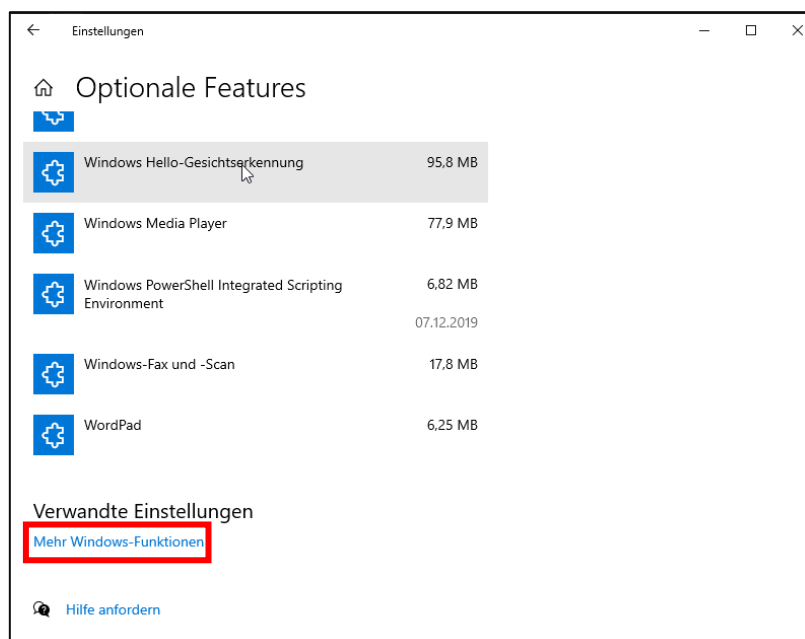 Einstellungen
Optionale Features
Windows Hello-Gesichtserkennung 95,8 MB
Windows Media Player 77,9 MB
Windows PowerShell Integrated Scripting 6,82 MB
Environment
07.12.2019
Windows-Fax und -Scan 17,8 MB
WordPad 6,25 MB
Verwandte Einstellungen
Mehr Windows-Funktionen
Hilfe anfordern